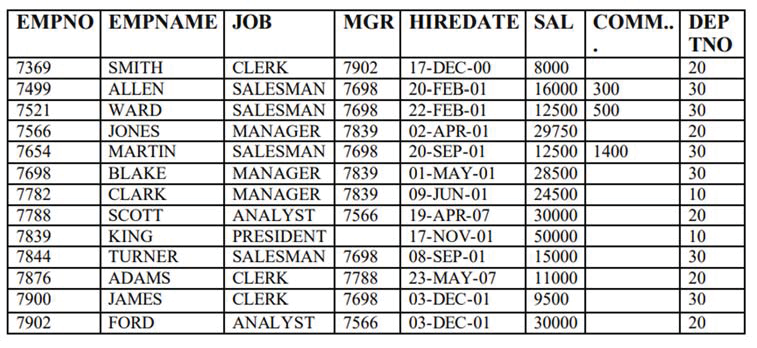 EMPNO EMPNAME JOB MGR HIREDATE SAL COMM... DEPTNO
7369 SMITH CLERK 7902 17-DEC-00 8000 20
7499 ALLEN SALESMAN 7698 20-FEB-01 16000 300 30
7521 WARD SALESMAN 7698 22-FEB-01 12500 500 30
7566 JONES MANAGER 7839 02-APR-01 29750 20
7654 MARTIN SALESMAN 7698 20-SEP-01 12500 1400 30
7698 BLAKE MANAGER 7839 01-MAY-01 28500 30
7782 CLARK MANAGER 7839 09-JUN-01 24500 10
7788 SCOTT ANALYST 7566 19-APR-07 30000 20
7839 KING PRESIDENT 17-NOV-01 50000 10
7844 TURNER SALESMAN 7698 08-SEP-01 15000 30
7876 ADAMS CLERK 7788 23-MAY-07 11000 20
7900 JAMES CLERK 7698 03-DEC-01 9500 30
7902 FORD ANALYST 7566 03-DEC-01 30000 20